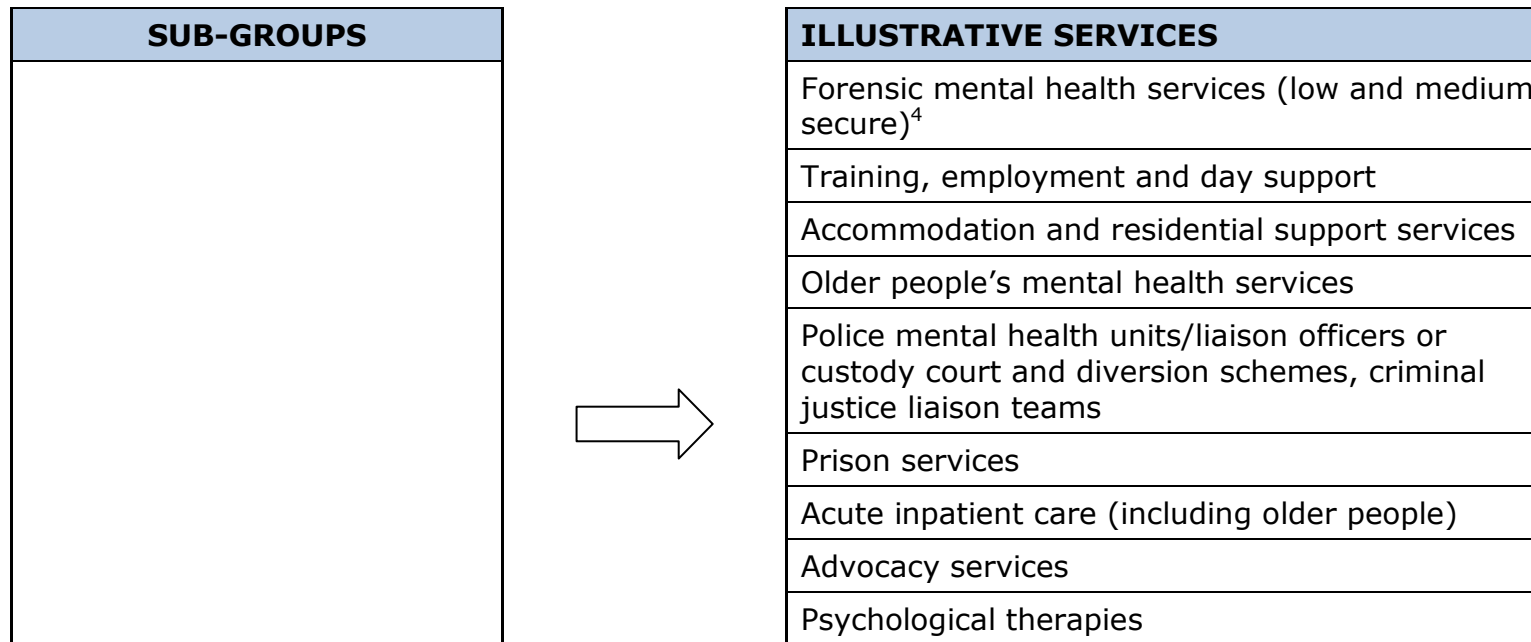 SUB-GROUPS
ILLUSTRATIVE SERVICES
Forensic mental health services (low and medium
secure)4
Training, employment and day support
Accommodation and residential support services
Older people’s mental health services
Police mental health units/liaison officers or
custody court and diversion schemes, criminal
justice liaison teams
Prison services
Acute inpatient care (including older people)
Advocacy services
Psychological therapies